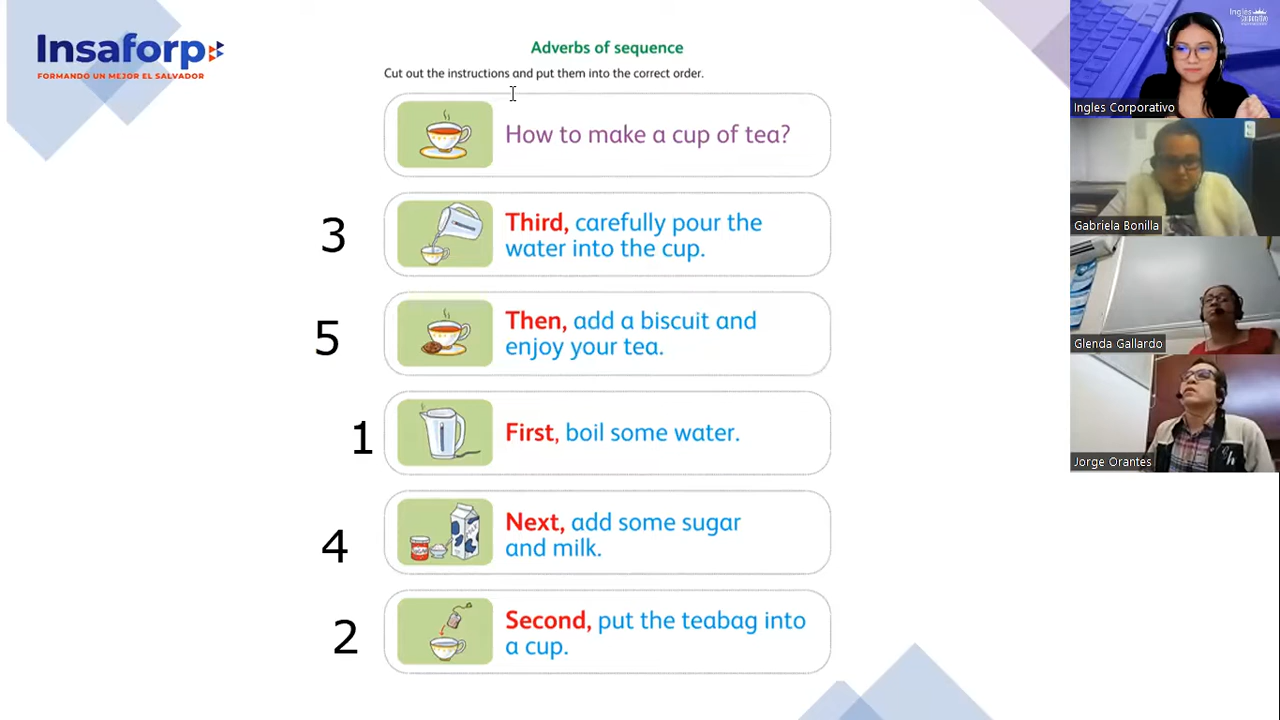 Insaforp
FORMANDO UN MEJOR EL SALVADOR
Adverbs of sequence
Cut out the instructions and put them into the correct order.
How to make a cup of tea?
3
Third, carefully pour the
water into the cup.
5
Then, add a biscuit and
enjoy your tea.
1
First, boil some water.
4
Next, add some sugar
and milk.
2
Second, put the teabag into
a cup.
Ingles
Corporativo
Ingles Corporativo
Gabriela Bonilla
Glenda Gallardo
Jorge Orantes